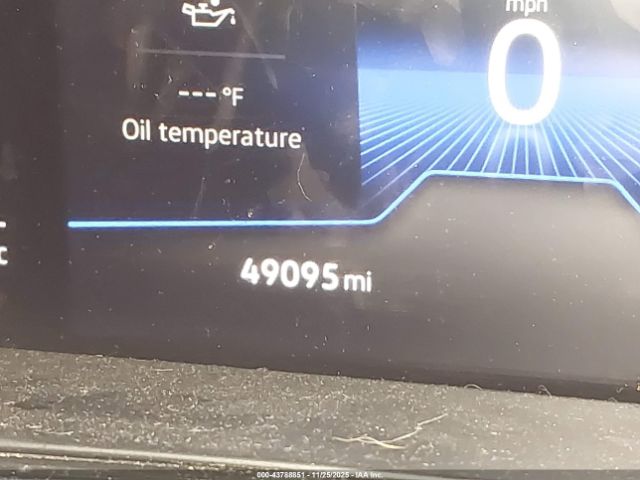 mph
0
--- °F
Oil temperature
c
49095 mi
000-43788851 - 11/25/2025 - IAA Inc.